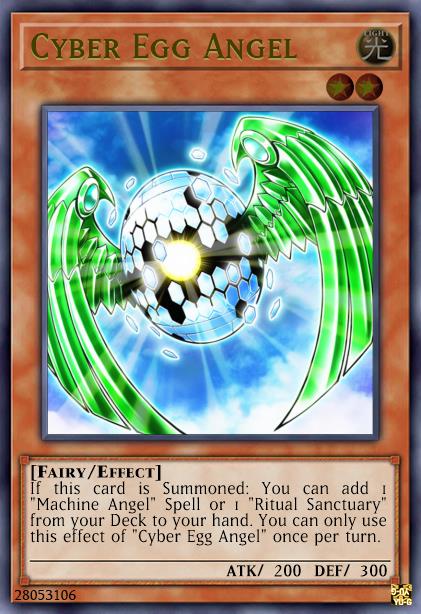 Cyber Egg Angel
LIGHT
光
[Fairy/Effect]
If this card is Summoned: You can add 1
"Machine Angel" Spell or 1 "Ritual Sanctuary"
from your Deck to your hand. You can only use
this effect of "Cyber Egg Angel" once per turn.
ATK/ 200 DEF/ 300
28053106